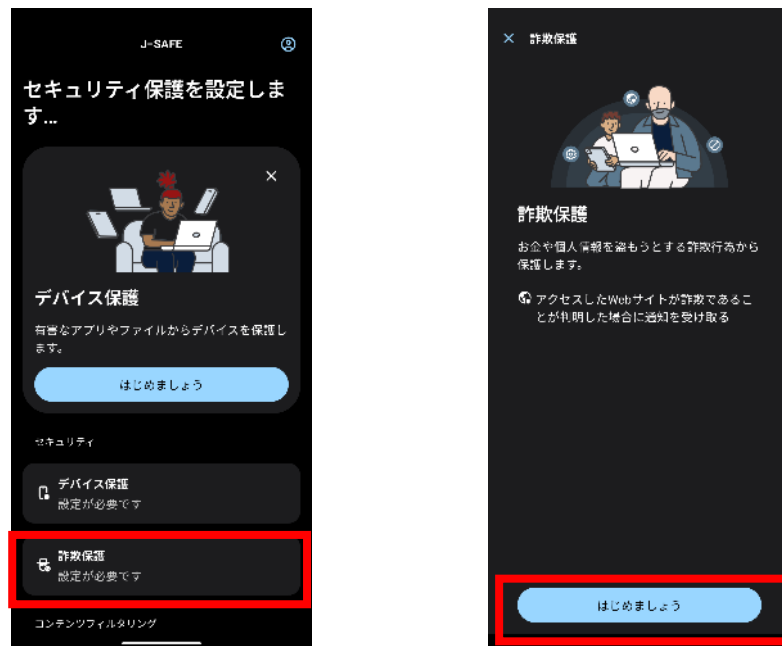 J-SAFE
セキュリティ保護を設定しま
す...
デバイス保護
有害なアプリやファイルからデバイスを保護し
ます。
はじめましょう
セキュリティ
デバイス保護
設定が必要です
詐欺保護
設定が必要です
コンテンツフィルタリング
詐欺保護
詐欺保護
お金や個人情報を盗もうとする詐欺行為から
保護します。
アクセスしたWebサイトが詐欺であるこ
とが判明した場合に通知を受け取る
はじめましょう